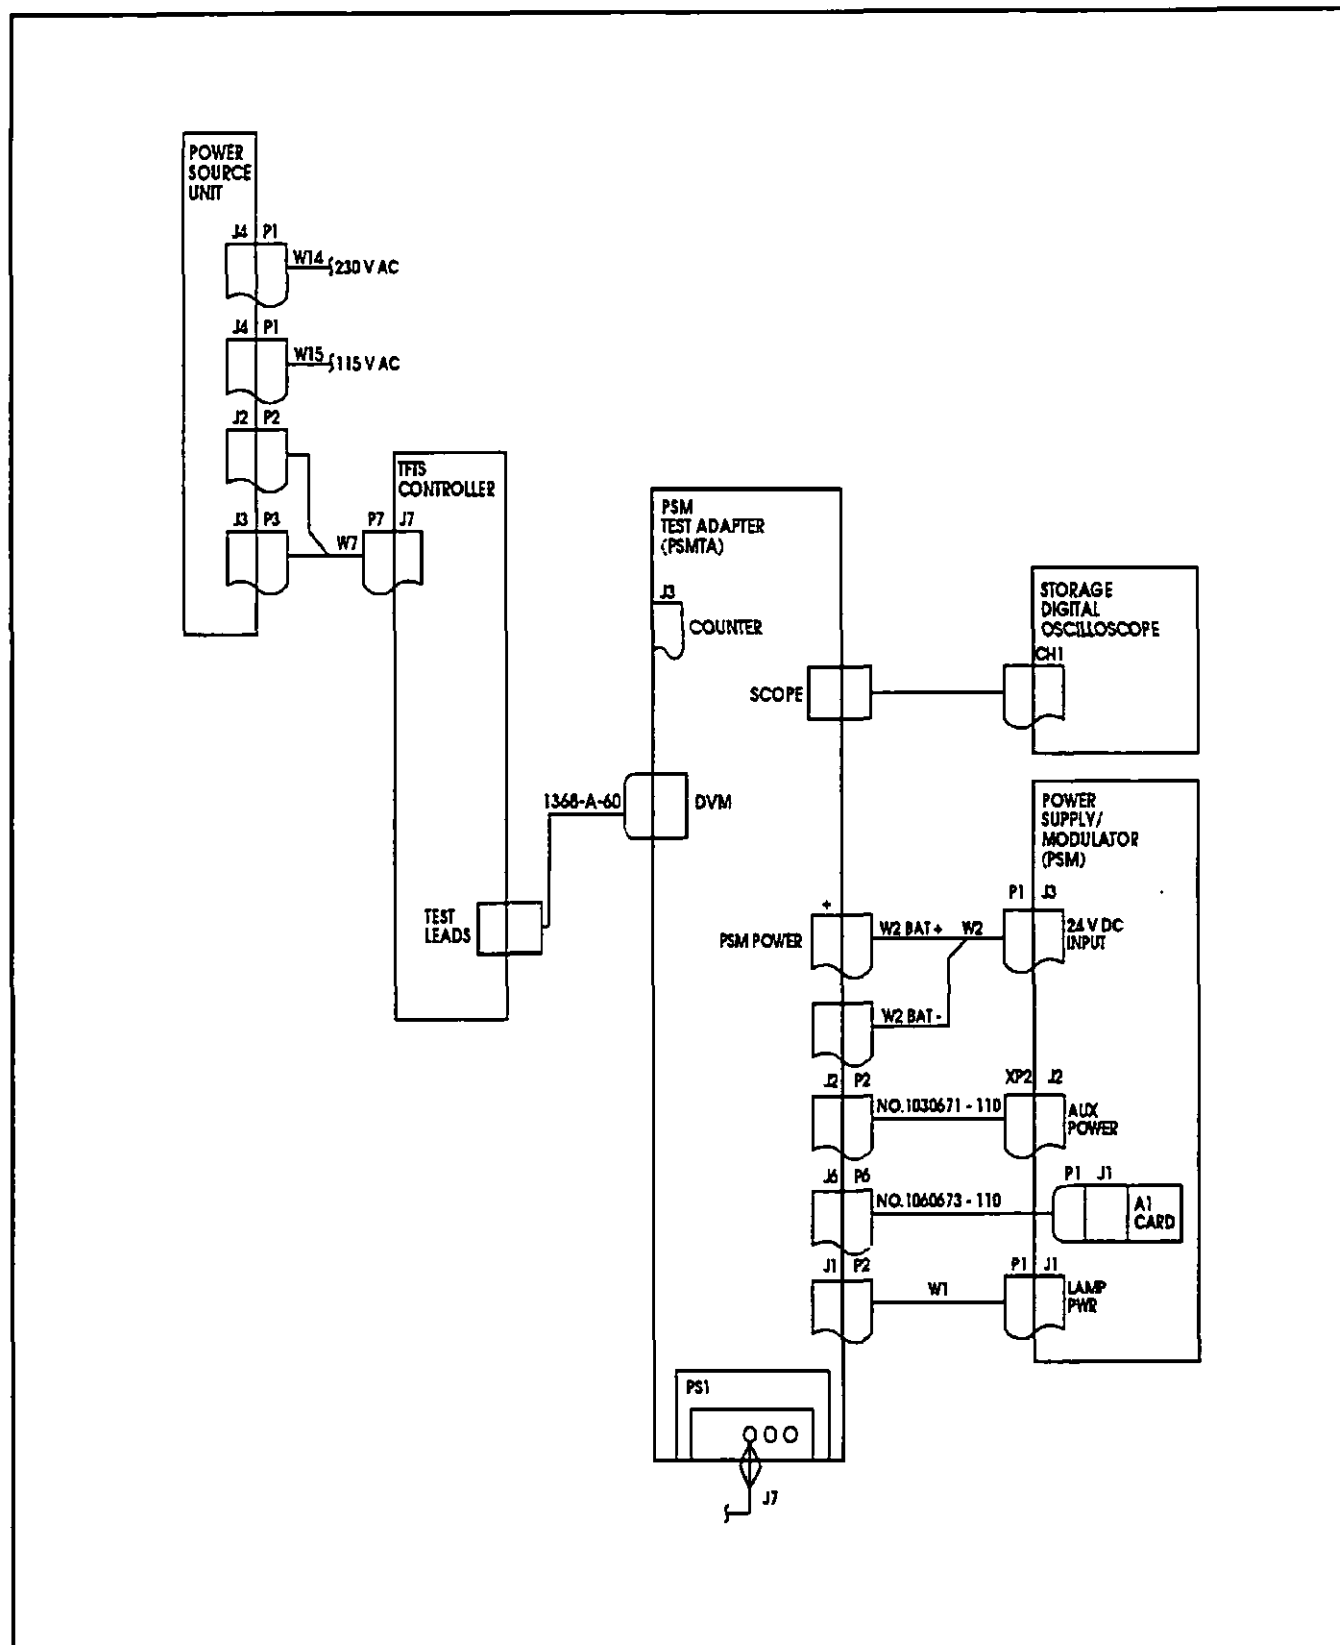 POWER
SOURCE
UNIT
J4 P1
W14 230 V AC
J4 P1
W15 115 V AC
J2 P2
J3 P3
W7
P7 J7
TFTS
CONTROLLER
TEST
LEADS
1368-A-60
PSM
TEST ADAPTER
(PSMTA)
J3
COUNTER
SCOPE
DVM
STORAGE
DIGITAL
OSCILLOSCOPE
CH1
POWER
SUPPLY/
MODULATOR
(PSM)
+
PSM POWER
W2 BAT +
W2
P1 J3
24 V DC
INPUT
W2 BAT -
J2 P2
NO.1030671 - 110
XP2 J2
AUX
POWER
J6 P6
NO.1060673 - 110
P1 J1
A1
CARD
J1 P2
W1
P1 J1
LAMP
PWR
PS1
J7